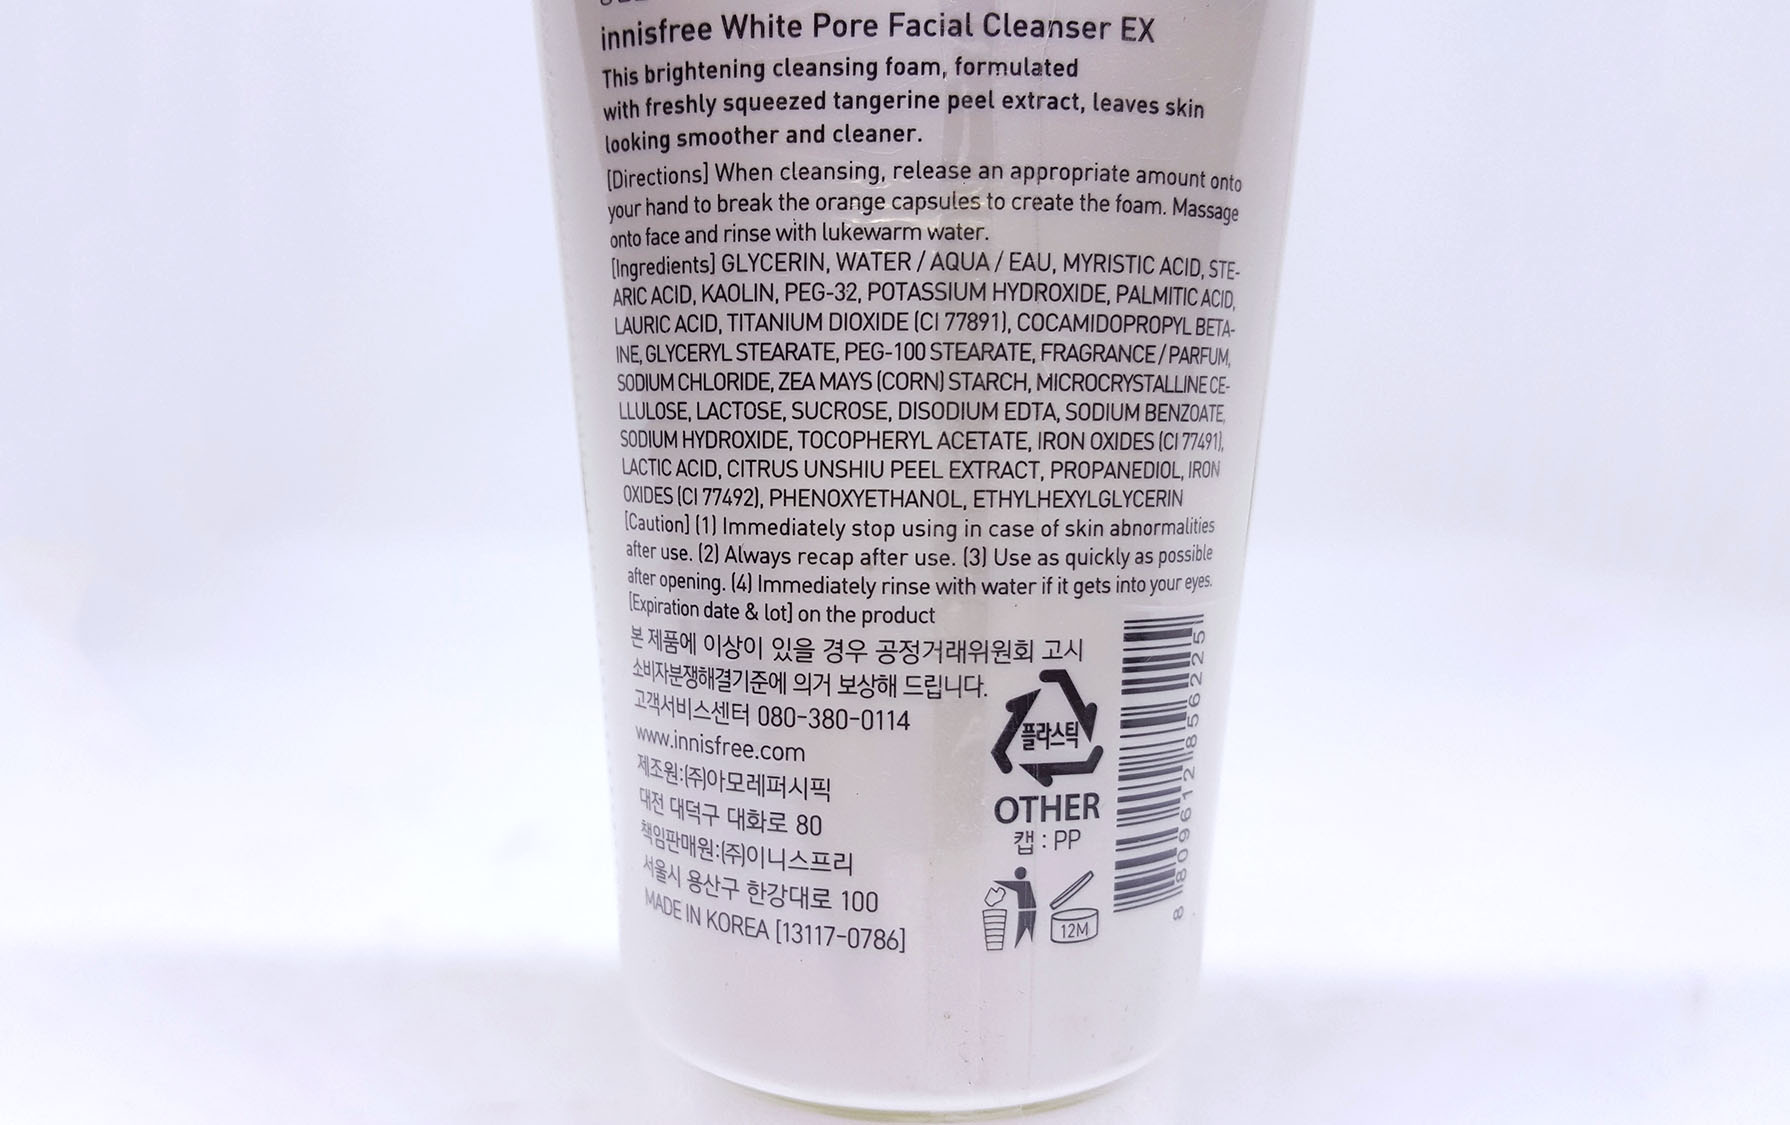 innisfree White Pore Facial Cleanser EX
This brightening cleansing foam, formulated
with freshly squeezed tangerine peel extract, leaves skin
looking smoother and cleaner.
[Directions] When cleansing, release an appropriate amount onto
your hand to break the orange capsules to create the foam. Massage
onto face and rinse with lukewarm water.
[Ingredients] GLYCERIN, WATER / AQUA / EAU, MYRISTIC ACID, STE-
ARIC ACID, KAOLIN, PEG-32, POTASSIUM HYDROXIDE, PALMITIC ACID,
LAURIC ACID, TITANIUM DIOXIDE (CI 77891), COCAMIDOPROPYL BETA-
INE, GLYCERYL STEARATE, PEG-100 STEARATE, FRAGRANCE / PARFUM,
SODIUM CHLORIDE, ZEA MAYS (CORN) STARCH, MICROCRYSTALLINE CE-
LLULOSE, LACTOSE, SUCROSE, DISODIUM EDTA, SODIUM BENZOATE,
SODIUM HYDROXIDE, TOCOPHERYL ACETATE, IRON OXIDES (CI 77491),
LACTIC ACID, CITRUS UNSHIU PEEL EXTRACT, PROPANEDIOL, IRON
OXIDES (CI 77492), PHENOXYETHANOL, ETHYLHEXYLGLYCERIN
[Caution] (1) Immediately stop using in case of skin abnormalities
after use. (2) Always recap after use. (3) Use as quickly as possible
after opening. (4) Immediately rinse with water if it gets into your eyes.
[Expiration date & lot] on the product
본 제품에 이상이 있을 경우 공정거래위원회 고시
소비자분쟁해결기준에 의거 보상해 드립니다.
고객서비스센터 080-380-0114
www.innisfree.com
제조원:(주)아모레퍼시픽
대전 대덕구 대화로 80
책임판매원:(주)이니스프리
서울시 용산구 한강대로 100
MADE IN KOREA [13117-0786]
플라스틱
OTHER
캡 : PP
12M
8 809612 856225